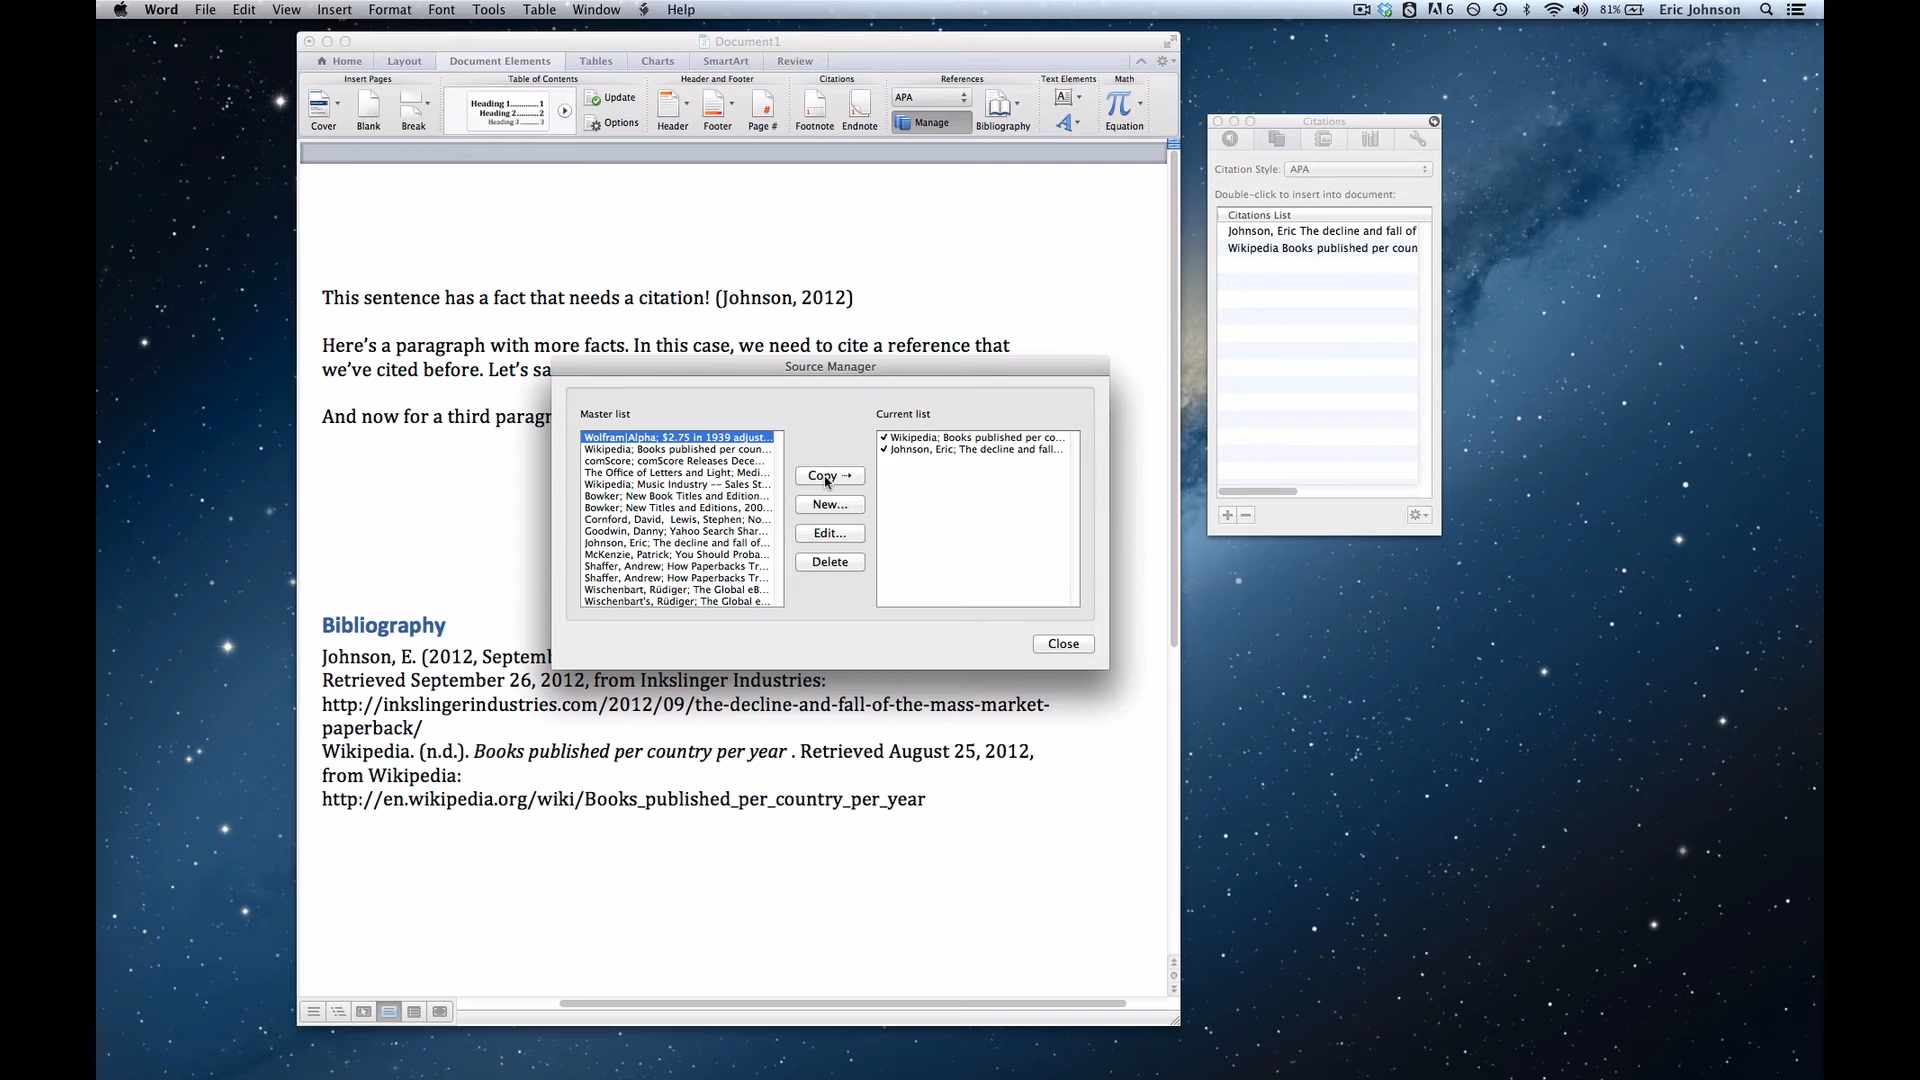 Word File Edit View Insert Format Font Tools Table Window Help
6 81% Eric Johnson
Document1
Home Layout Document Elements Tables Charts SmartArt Review
Insert Pages Table of Contents Header and Footer Citations References Text Elements Math
Heading 1............1
Heading 2............2
Heading 3......3
Update
Options
APA
Manage
Cover Blank Break Header Footer Page # Footnote Endnote Bibliography Equation
Citations
Citation Style: APA
Double-click to insert into document:
Citations List
Johnson, Eric The decline and fall of
Wikipedia Books published per coun
This sentence has a fact that needs a citation! (Johnson, 2012)
Here's a paragraph with more facts. In this case, we need to cite a reference that
we've cited before. Let's sa
And now for a third paragr
Source Manager
Master list
Wolfram|Alpha; $2.75 in 1939 adjust...
Wikipedia; Books published per coun...
comScore; comScore Releases Dece...
The Office of Letters and Light; Medi...
Wikipedia; Music Industry -- Sales St...
Bowker; New Book Titles and Edition...
Bowker; New Titles and Editions, 200...
Cornford, David, Lewis, Stephen; No...
Goodwin, Danny; Yahoo Search Shar...
Johnson, Eric; The decline and fall of...
McKenzie, Patrick; You Should Proba...
Shaffer, Andrew; How Paperbacks Tr...
Shaffer, Andrew; How Paperbacks Tr...
Wischenbart, Rüdiger; The Global eB...
Wischenbart's, Rüdiger; The Global e...
Copy →
New...
Edit...
Delete
Current list
✓ Wikipedia; Books published per co...
✓ Johnson, Eric; The decline and fall...
Close
Bibliography
Johnson, E. (2012, Septemb
Retrieved September 26, 2012, from Inkslinger Industries:
http://inkslingerindustries.com/2012/09/the-decline-and-fall-of-the-mass-market-
paperback/
Wikipedia. (n.d.). Books published per country per year . Retrieved August 25, 2012,
from Wikipedia:
http://en.wikipedia.org/wiki/Books_published_per_country_per_year